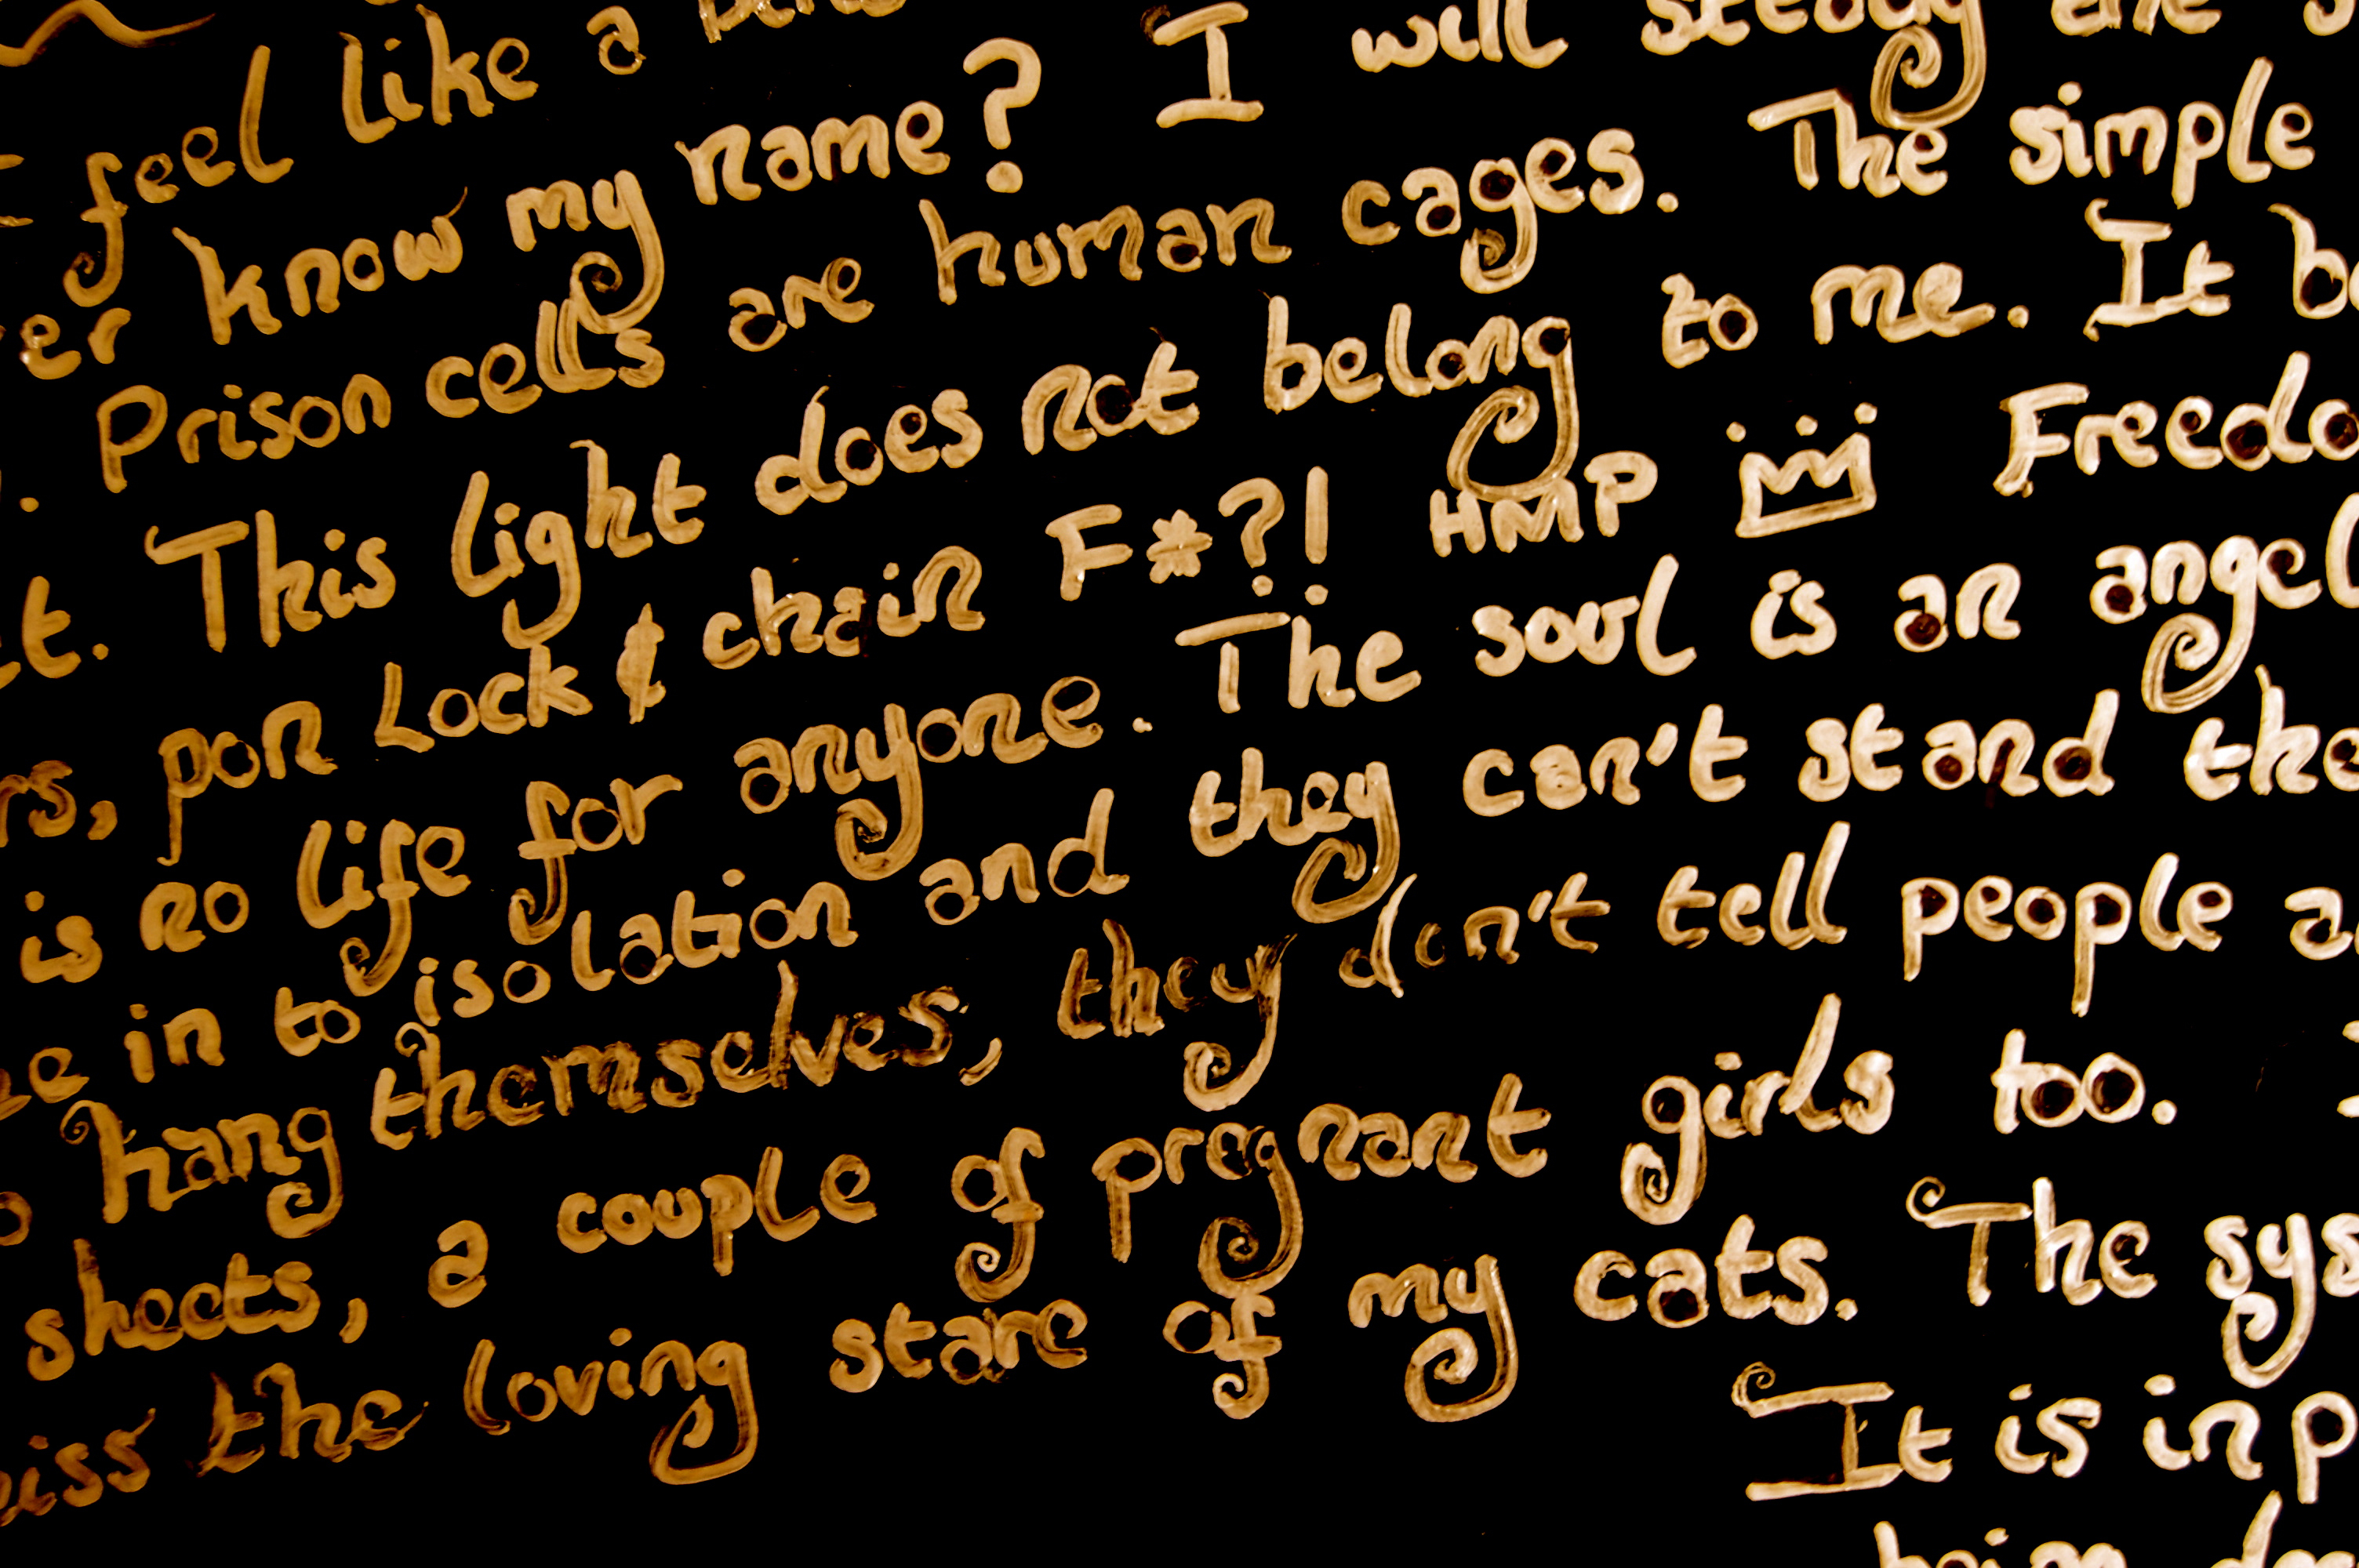 feel like a
er know my name? I will steady the
. Prison cells are human cages. The simple
t. This light does not belong to me. It be
rs, pon Lock & chain F*?! HMP Freedo
is no life for anyone. The soul is an angel
e in to isolation and they can't stand the
hang themselves, they don't tell people a
sheets, a couple of pregnant girls too.
iss the loving stare of my cats. The sys
It is in p
being